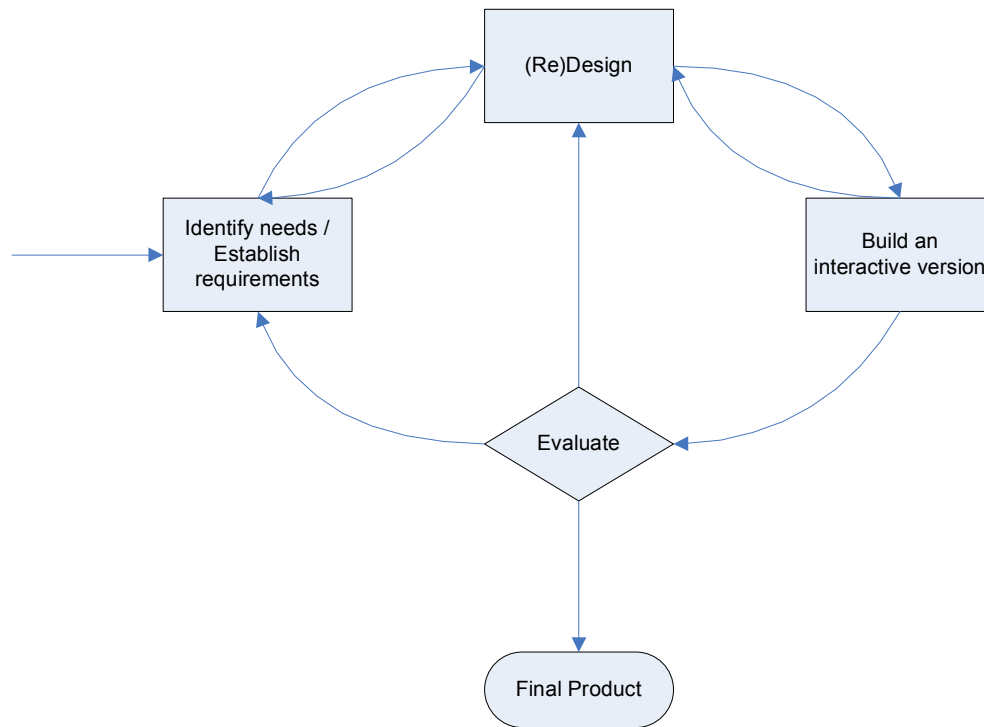 (Re)Design
Identify needs /
Establish
requirements
Build an
interactive version
Evaluate
Final Product